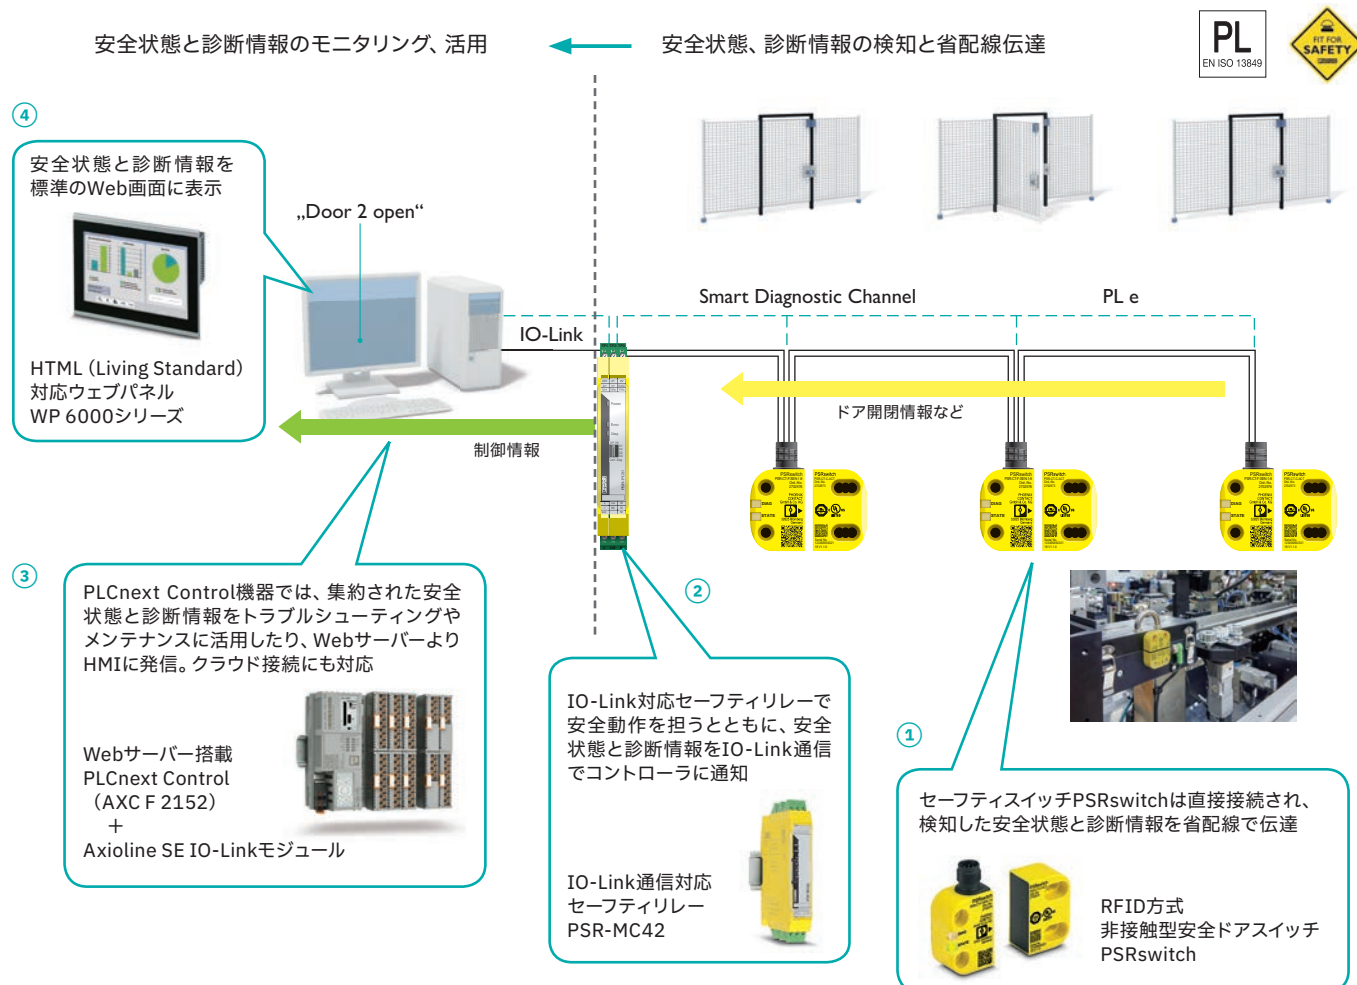 安全状態と診断情報のモニタリング、活用
安全状態、診断情報の検知と省配線伝達
PL
EN ISO 13849
FIT FOR
SAFETY
④
安全状態と診断情報を
標準のWeb画面に表示
HTML（Living Standard）
対応ウェブパネル
WP 6000シリーズ
„Door 2 open“
IO-Link
Smart Diagnostic Channel
PL e
ドア開閉情報など
制御情報
PSRswitch
PSRswitch
DIAG
STATE
PHOENIX
CONTACT
PSRswitch
PSRswitch
DIAG
STATE
PHOENIX
CONTACT
PSRswitch
PSRswitch
DIAG
STATE
PHOENIX
CONTACT
③
PLCnext Control機器では、集約された安全
状態と診断情報をトラブルシューティングや
メンテナンスに活用したり、Webサーバーより
HMIに発信。クラウド接続にも対応
Webサーバー搭載
PLCnext Control
（AXC F 2152）
＋
Axioline SE IO-Linkモジュール
②
IO-Link対応セーフティリレーで
安全動作を担うとともに、安全
状態と診断情報をIO-Link通信
でコントローラに通知
IO-Link通信対応
セーフティリレー
PSR-MC42
①
セーフティスイッチPSRswitchは直接接続され、
検知した安全状態と診断情報を省配線で伝達
RFID方式
非接触型安全ドアスイッチ
PSRswitch